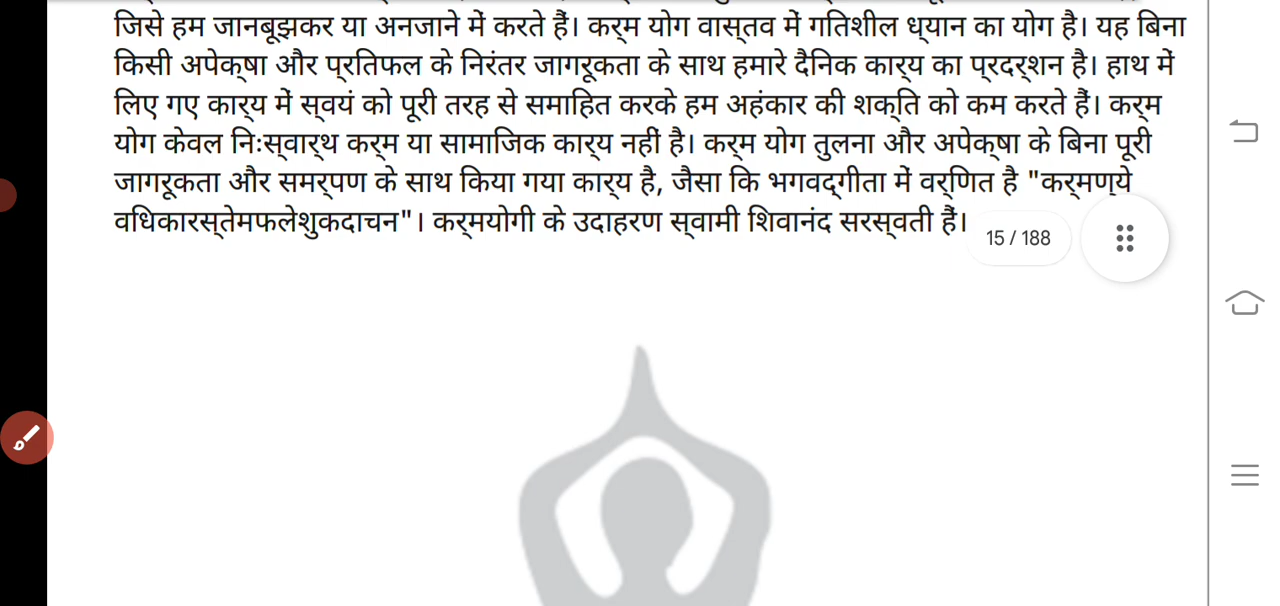 जिसे हम जानबूझकर या अनजाने में करते हैं। कर्म योग वास्तव में गतिशील ध्यान का योग है। यह बिना
किसी अपेक्षा और प्रतिफल के निरंतर जागरूकता के साथ हमारे दैनिक कार्य का प्रदर्शन है। हाथ में
लिए गए कार्य में स्वयं को पूरी तरह से समाहित करके हम अहंकार की शक्ति को कम करते हैं। कर्म
योग केवल निःस्वार्थ कर्म या सामाजिक कार्य नहीं है। कर्म योग तुलना और अपेक्षा के बिना पूरी
जागरूकता और समर्पण के साथ किया गया कार्य है, जैसा कि भगवद्गीता में वर्णित है "कर्मण्ये
वधिकारस्तेमफलेशुकदाचन"। कर्मयोगी के उदाहरण स्वामी शिवानंद सरस्वती हैं।
15 / 188